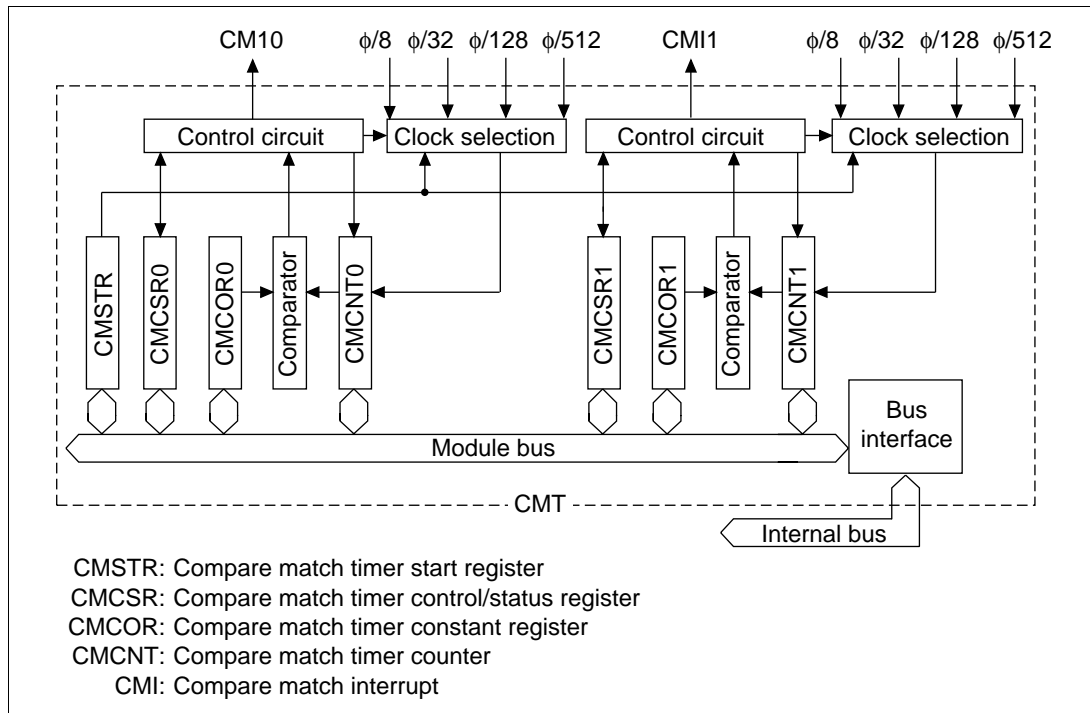 CM10 ϕ/8 ϕ/32 ϕ/128 ϕ/512 CMI1 ϕ/8 ϕ/32 ϕ/128 ϕ/512
Control circuit Clock selection Control circuit Clock selection
CMSTR CMCSR0 CMCOR0 Comparator CMCNT0 CMCSR1 CMCOR1 Comparator CMCNT1
Bus
interface
Module bus
CMT
Internal bus
CMSTR: Compare match timer start register
CMCSR: Compare match timer control/status register
CMCOR: Compare match timer constant register
CMCNT: Compare match timer counter
CMI: Compare match interrupt